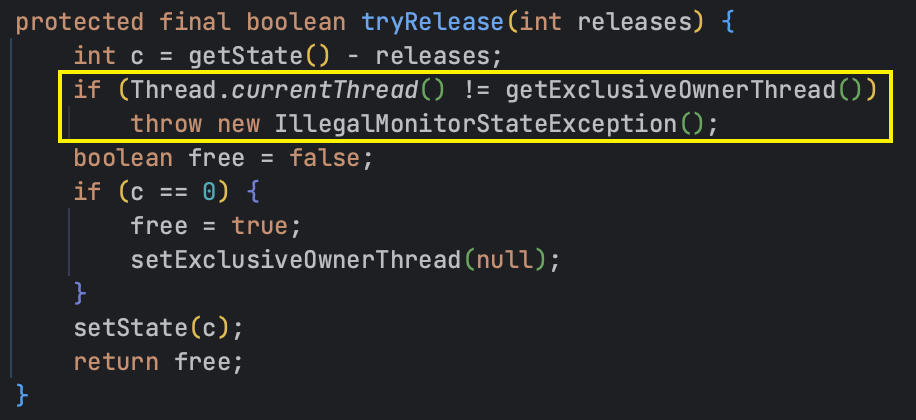 protected final boolean tryRelease(int releases) {
    int c = getState() - releases;
    if (Thread.currentThread() != getExclusiveOwnerThread())
        throw new IllegalMonitorStateException();
    boolean free = false;
    if (c == 0) {
        free = true;
        setExclusiveOwnerThread(null);
    }
    setState(c);
    return free;
}